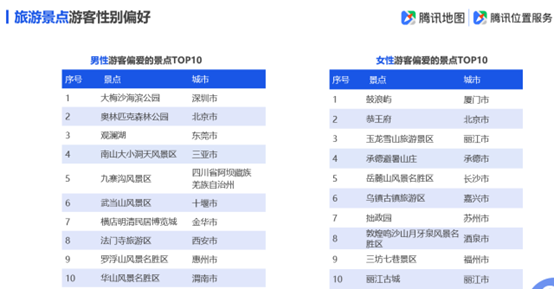 旅游景点游客性别偏好
腾讯地图 腾讯位置服务
男性游客偏爱的景点TOP10
序号 景点 城市
1 大梅沙海滨公园 深圳市
2 奥林匹克森林公园 北京市
3 观澜湖 东莞市
4 南山大小洞天风景区 三亚市
5 九寨沟风景区 四川省阿坝藏族
羌族自治州
6 武当山风景区 十堰市
7 横店明清民居博览城 金华市
8 法门寺旅游区 西安市
9 罗浮山风景名胜区 惠州市
10 华山风景名胜区 渭南市
女性游客偏爱的景点TOP10
序号 景点 城市
1 鼓浪屿 厦门市
2 恭王府 北京市
3 玉龙雪山旅游景区 丽江市
4 承德避暑山庄 承德市
5 岳麓山风景名胜区 长沙市
6 乌镇古镇旅游区 嘉兴市
7 拙政园 苏州市
8 敦煌鸣沙山月牙泉风景名
胜区 酒泉市
9 三坊七巷景区 福州市
10 丽江古城 丽江市